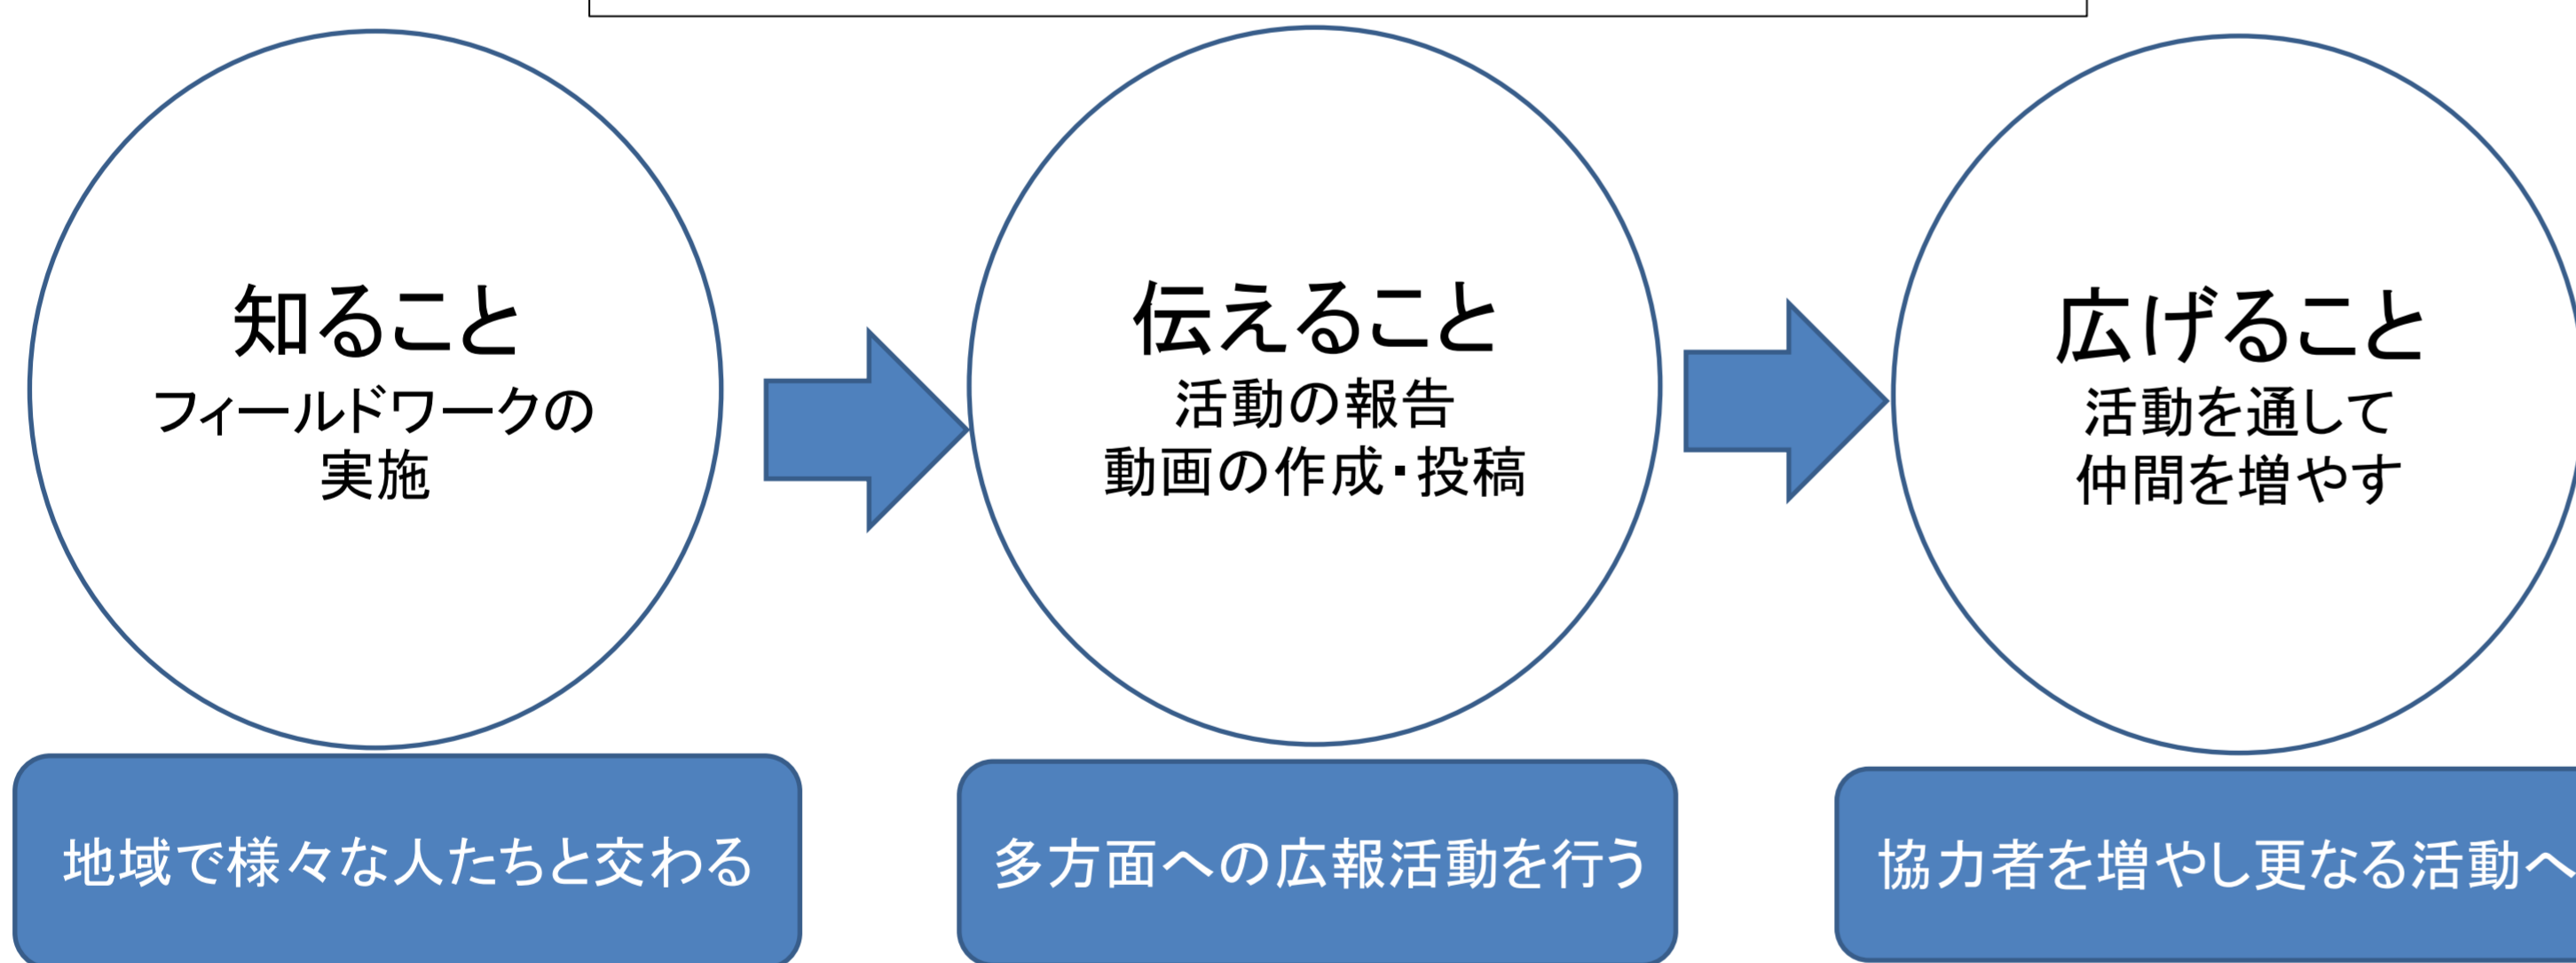 知ること
フィールドワークの
実施
伝えること
活動の報告
動画の作成・投稿
広げること
活動を通して
仲間を増やす
地域で様々な人たちと交わる
多方面への広報活動を行う
協力者を増やし更なる活動へ